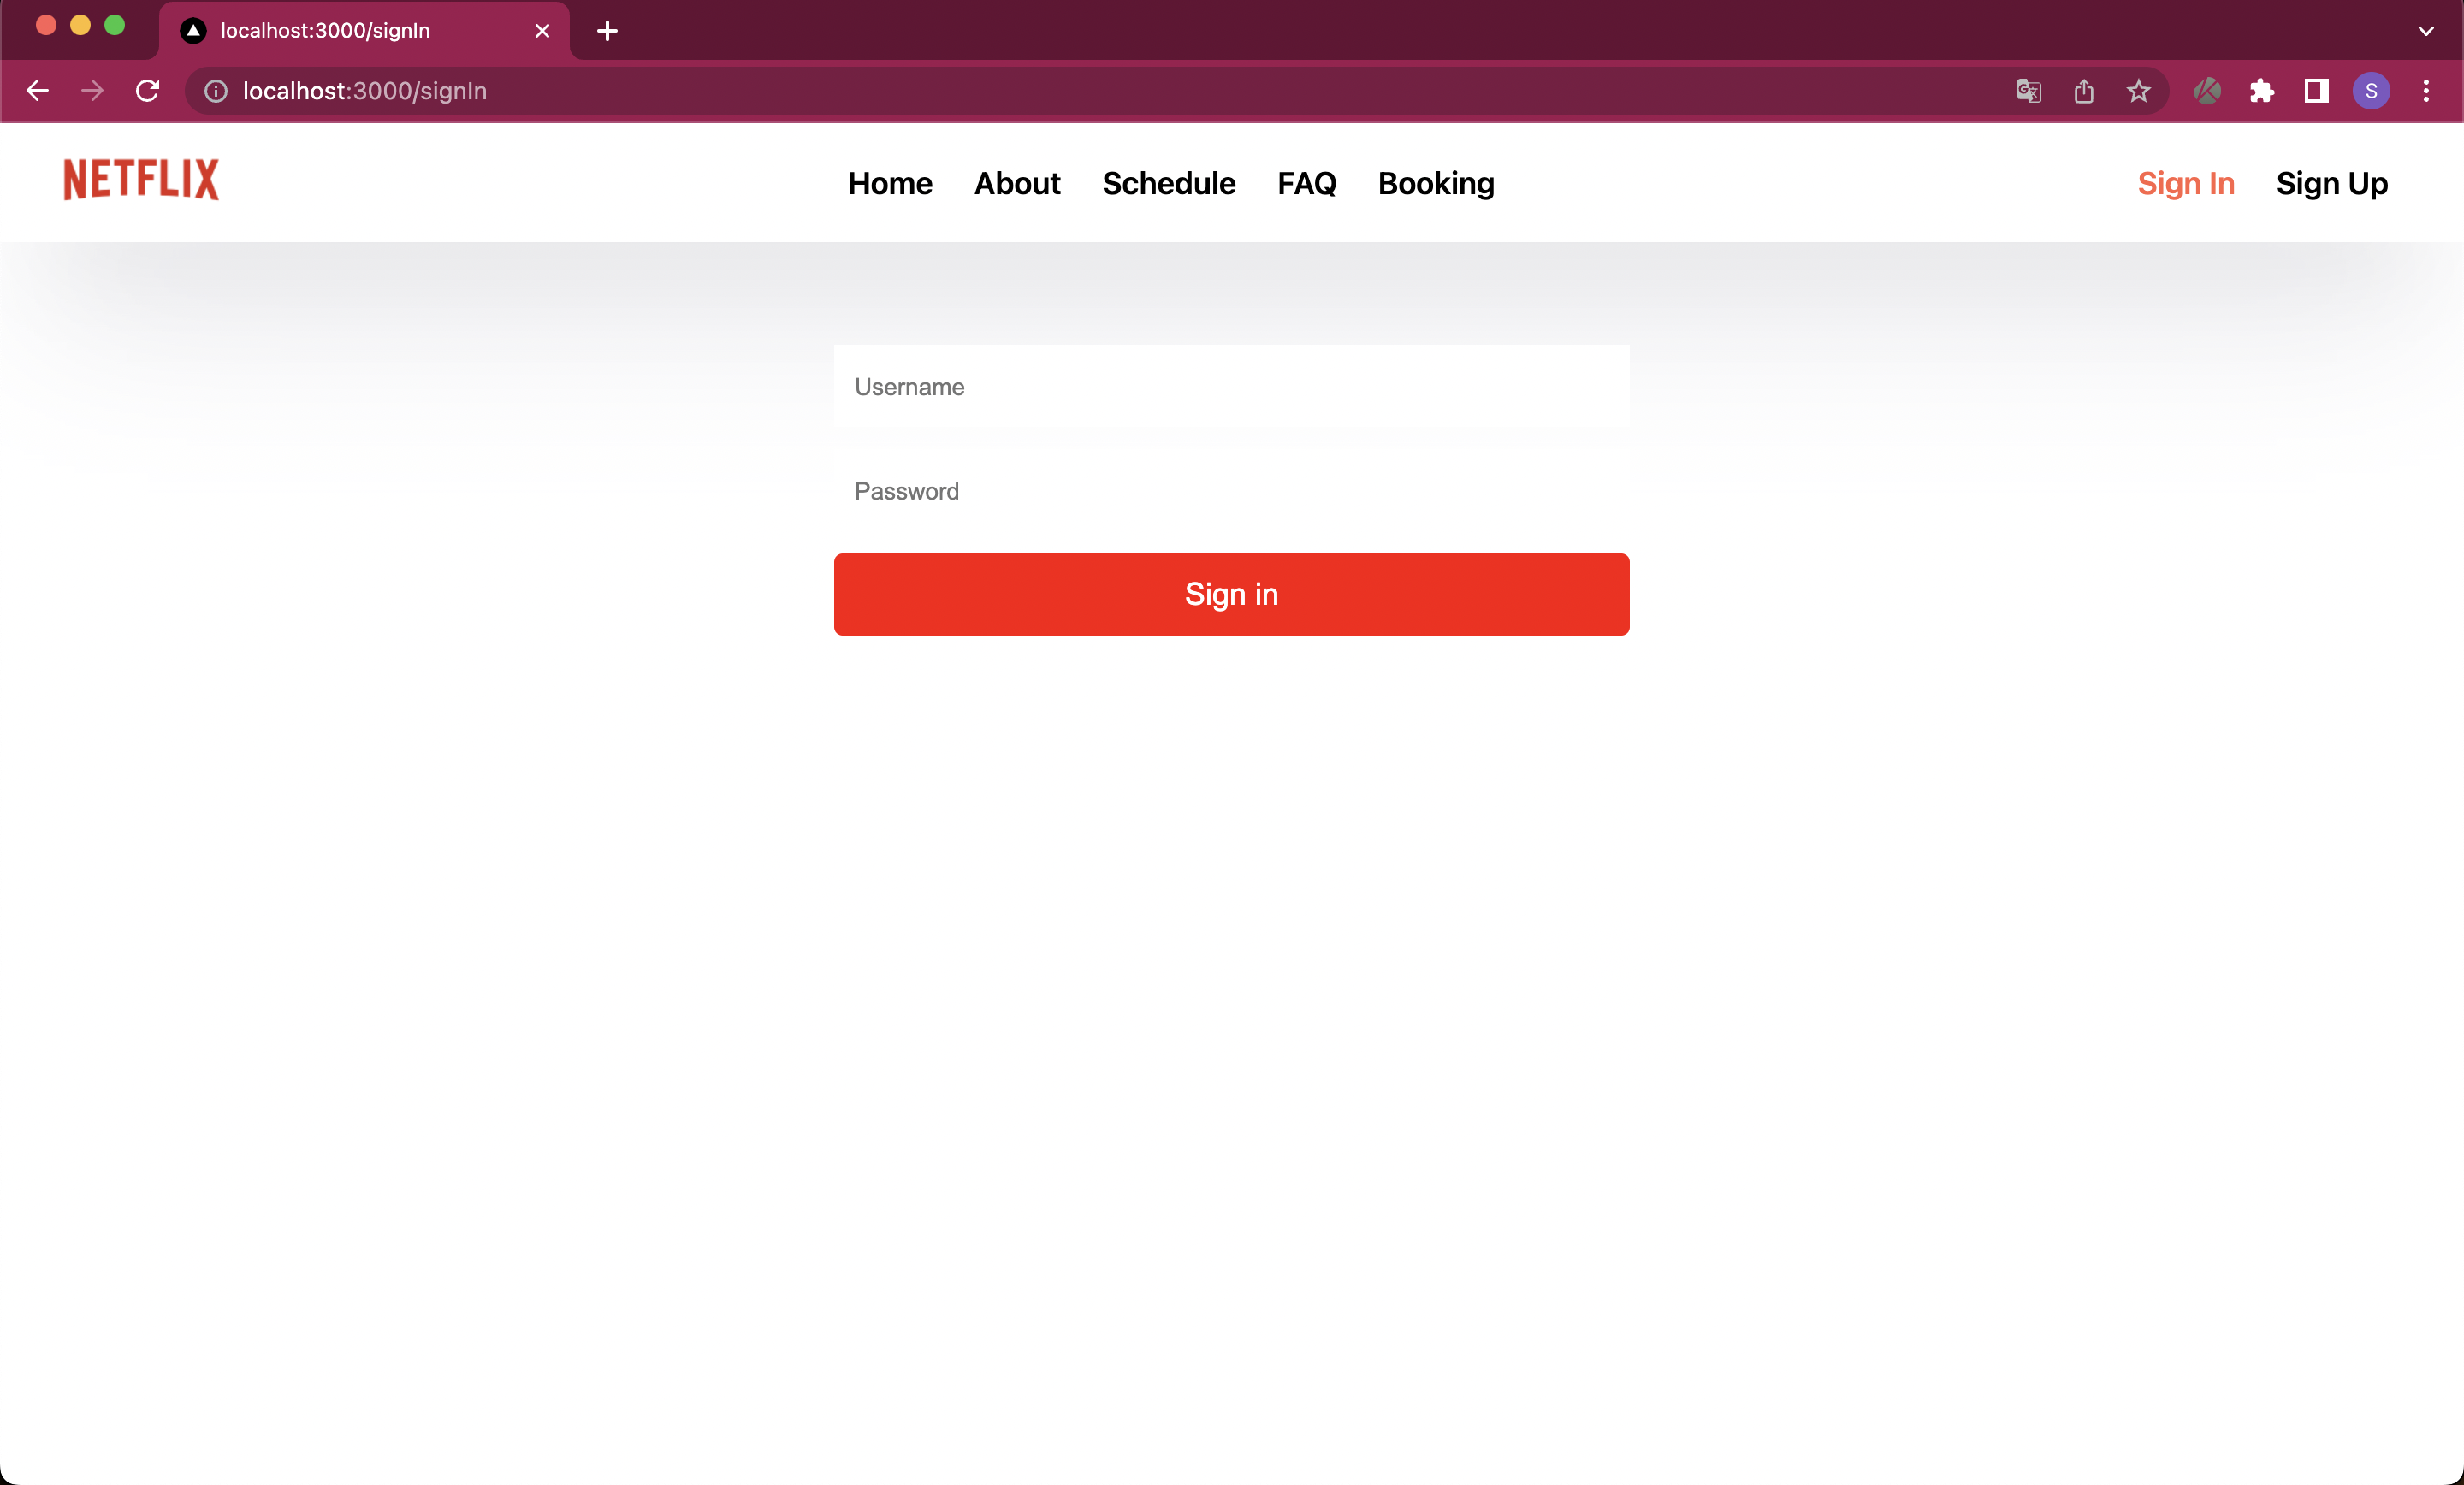 localhost:3000/signIn
localhost:3000/signIn
S
NETFLIX
Home About Schedule FAQ Booking
Sign In Sign Up
Username
Password
Sign in